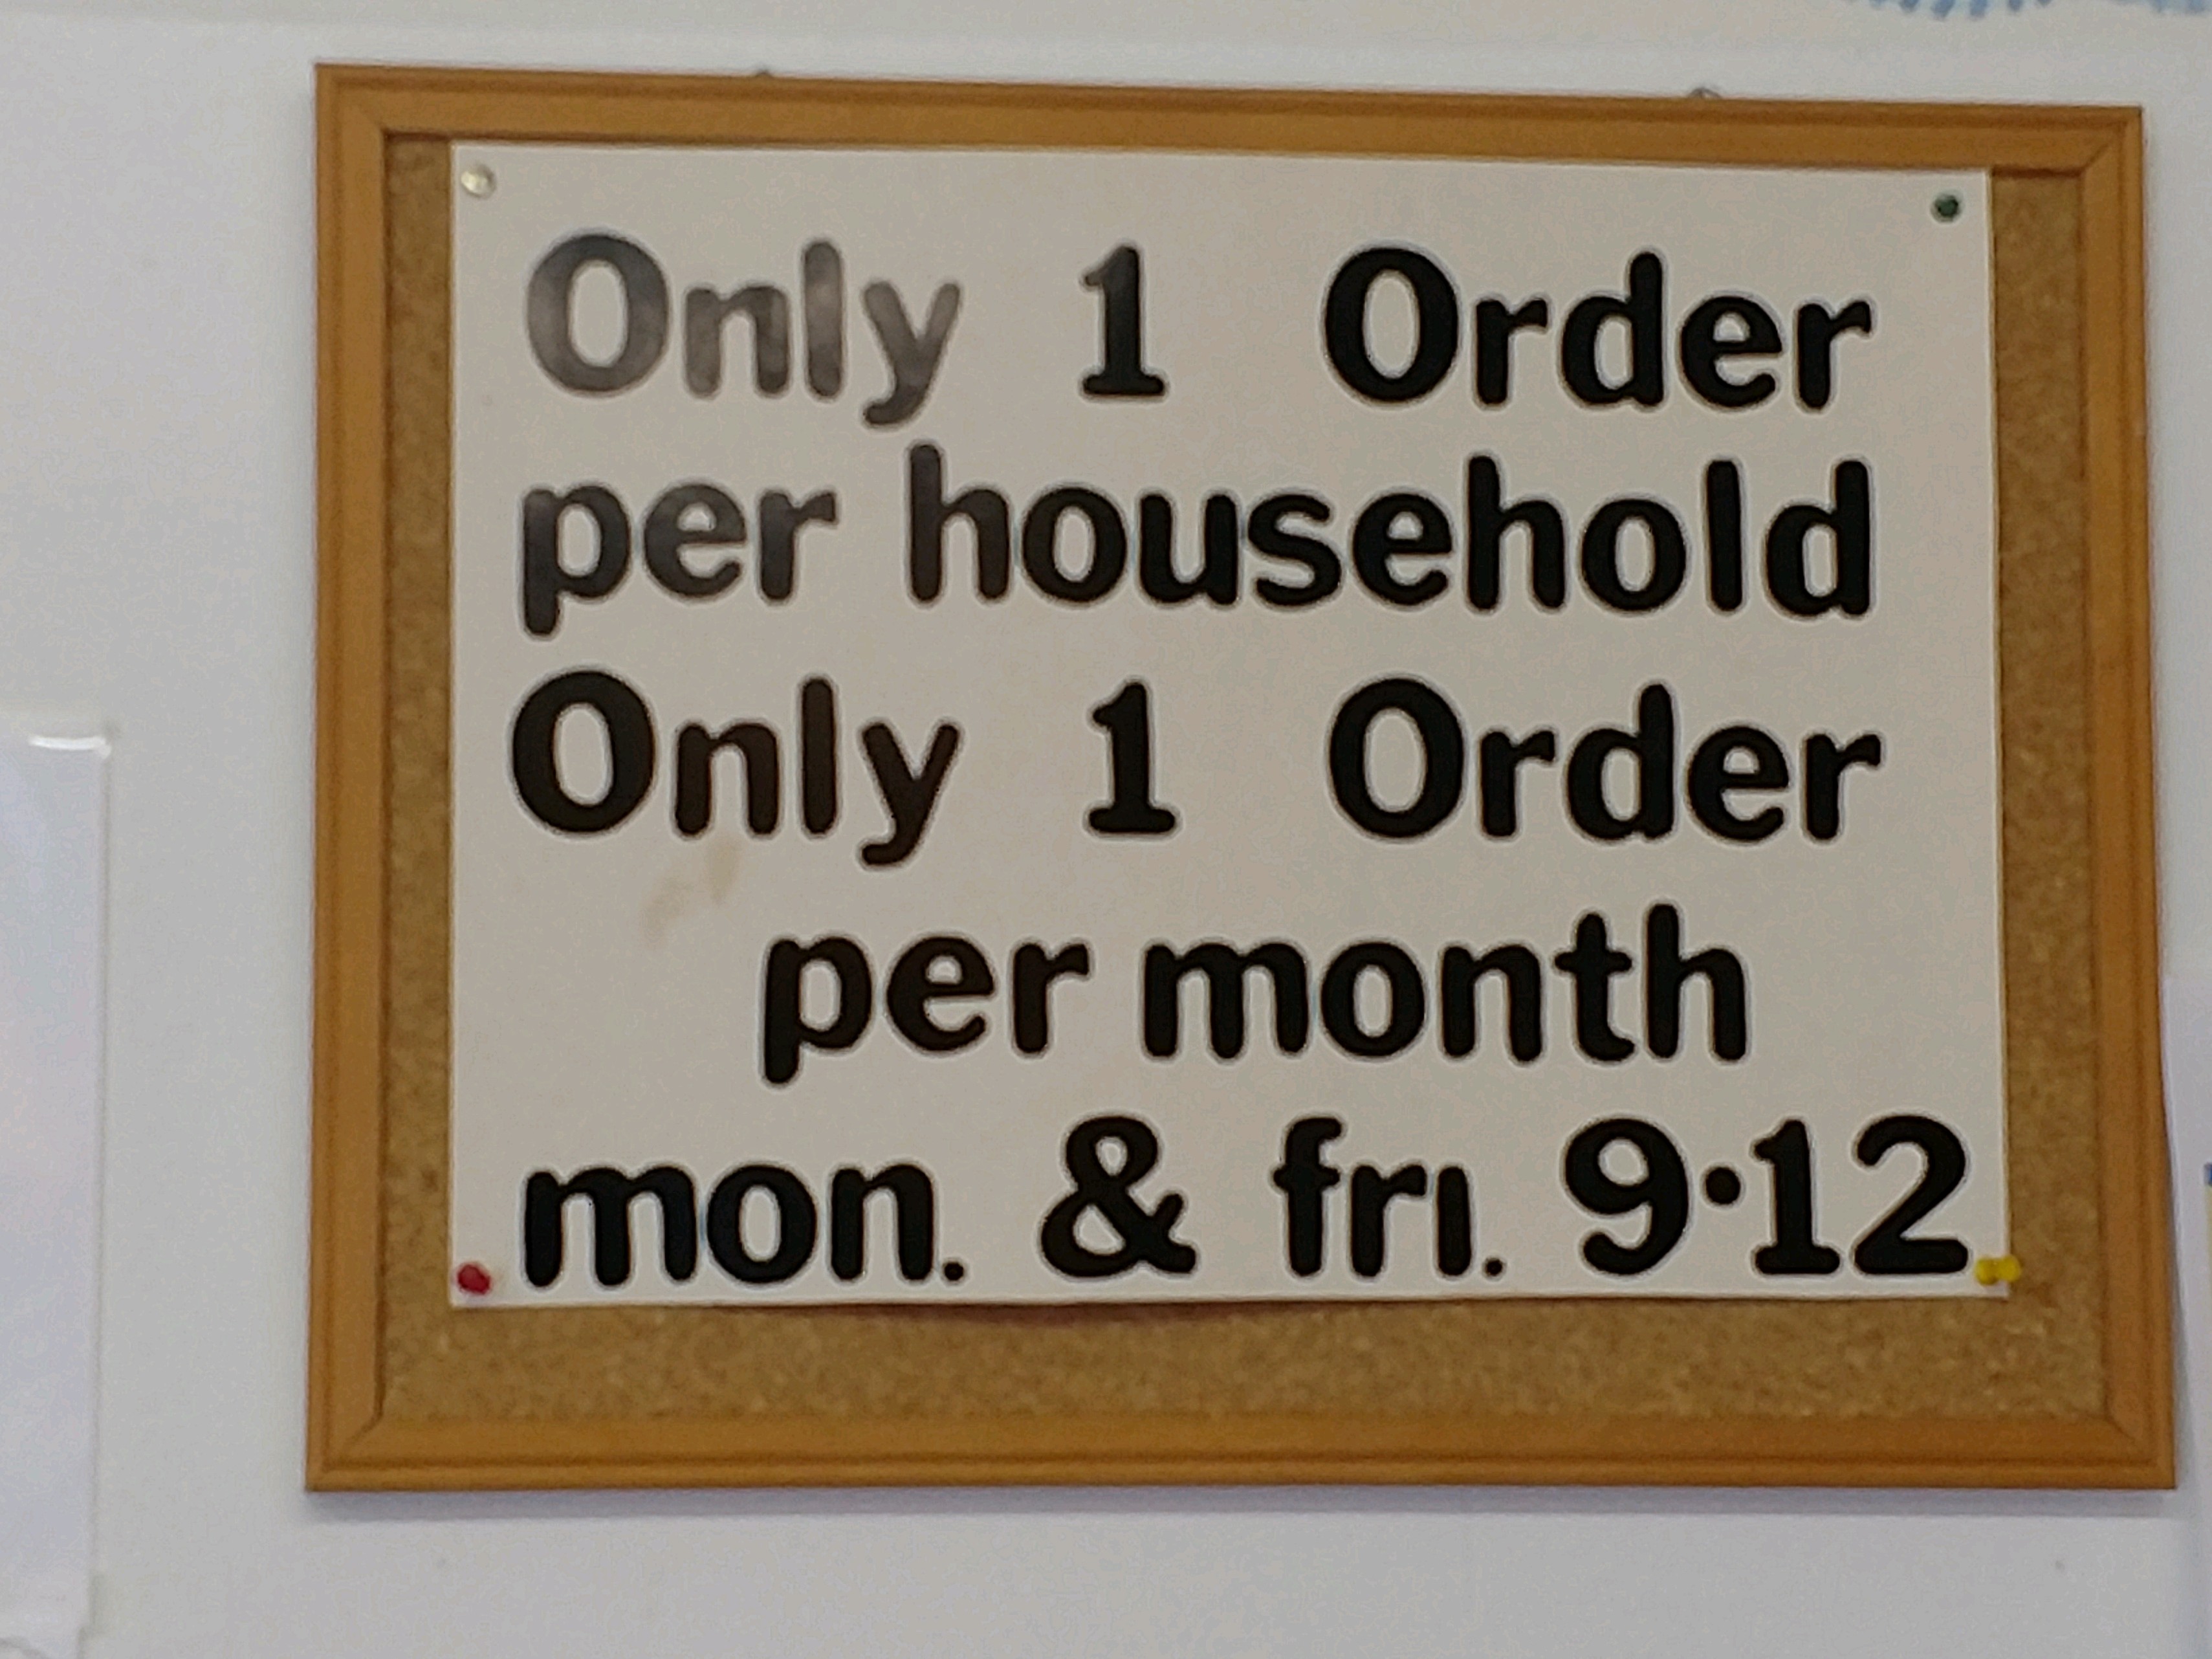 Only 1 Order
per household
Only 1 Order
per month
mon. & fri. 9·12